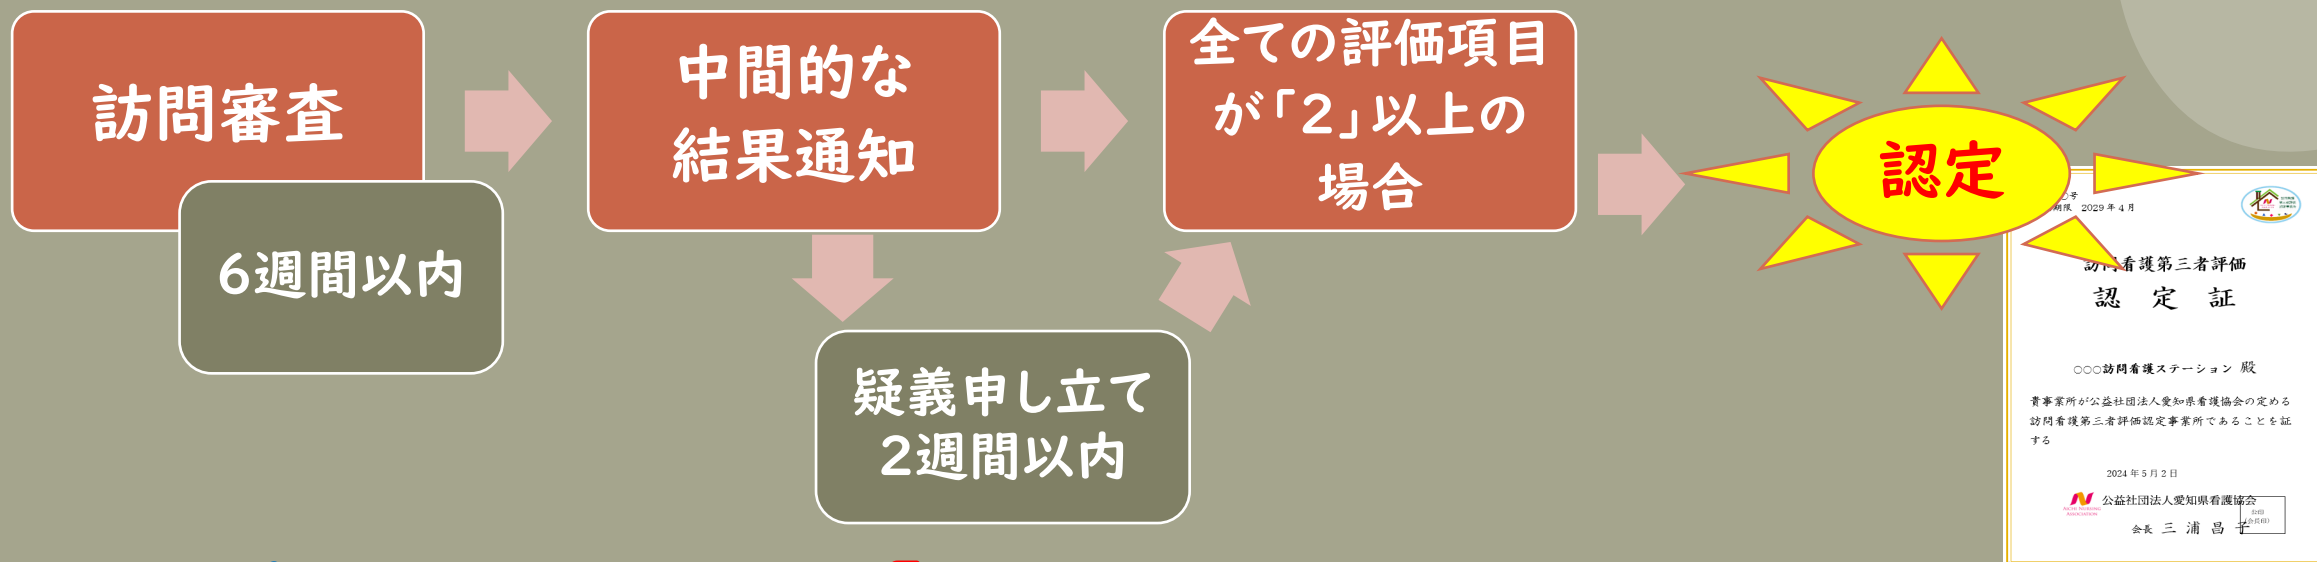 訪問審査
6週間以内
中間的な
結果通知
疑義申し立て
2週間以内
全ての評価項目
が「2」以上の
場合
認定
号
期限 2029年4月
訪問看護第三者評価
認定証
○○○訪問看護ステーション 殿
貴事業所が公益社団法人愛知県看護協会の定める
訪問看護第三者評価認定事業所であることを証
する
2024年5月2日
公益社団法人愛知県看護協会
AICHI NURSING
ASSOCIATION
会長 三浦昌子